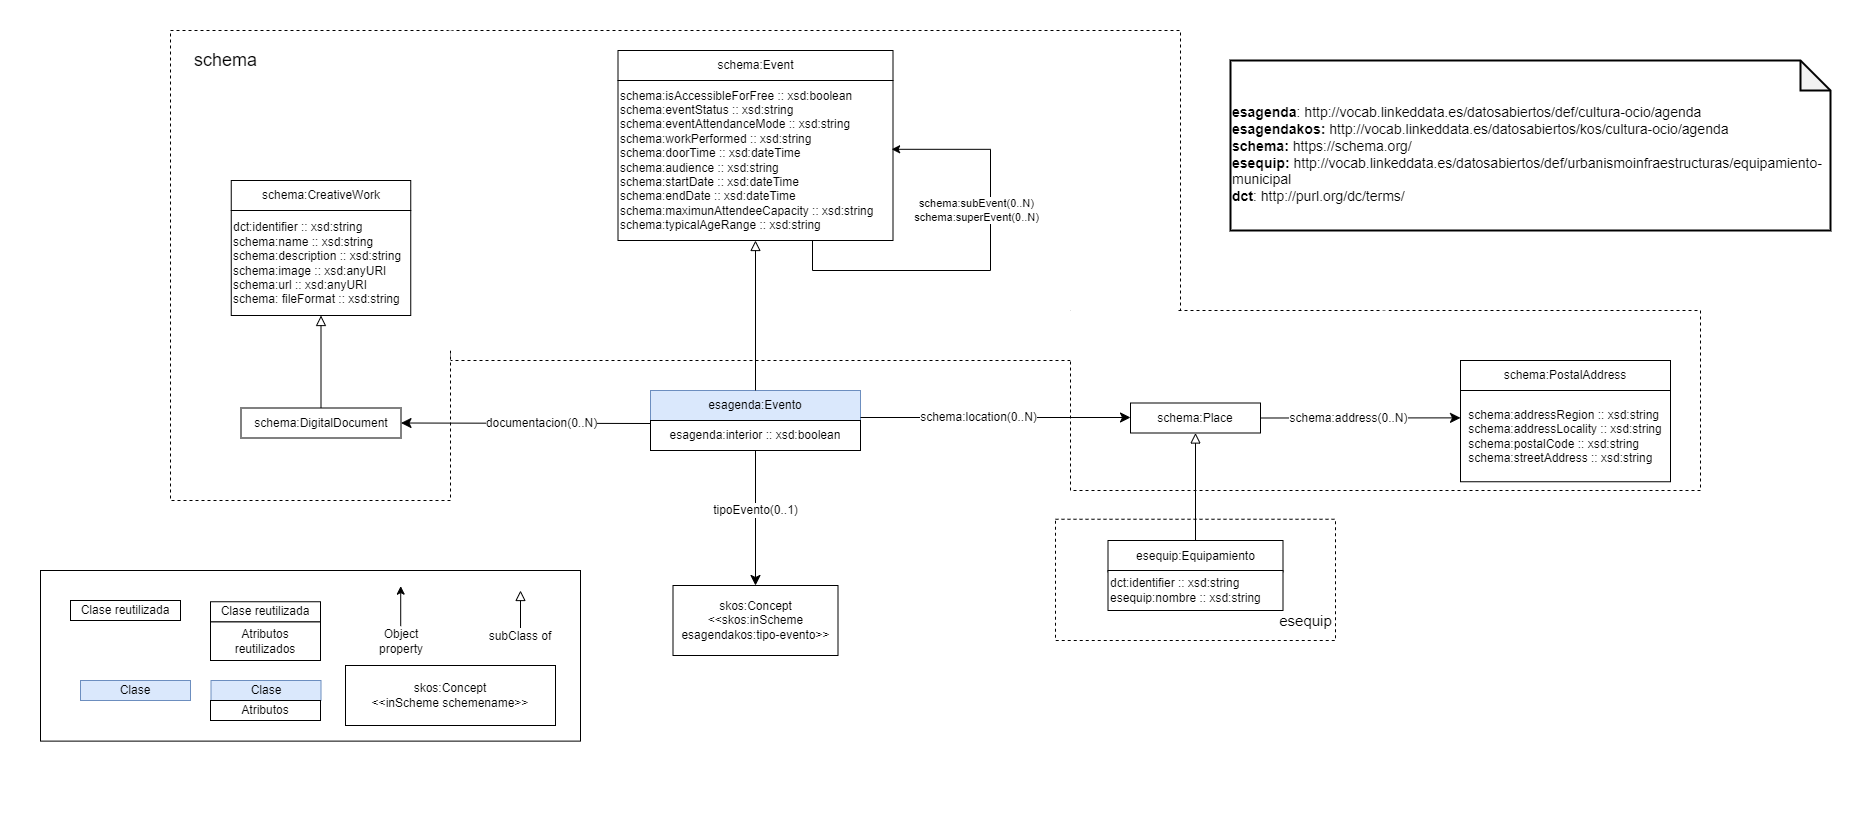 schema
schema:Event
schema:isAccessibleForFree :: xsd:boolean
schema:eventStatus :: xsd:string
schema:eventAttendanceMode :: xsd:string
schema:workPerformed :: xsd:string
schema:doorTime :: xsd:dateTime
schema:audience :: xsd:string
schema:startDate :: xsd:dateTime
schema:endDate :: xsd:dateTime
schema:maximunAttendeeCapacity :: xsd:string
schema:typicalAgeRange :: xsd:string
schema:subEvent(0..N)
schema:superEvent(0..N)
esagenda: http://vocab.linkeddata.es/datosabiertos/def/cultura-ocio/agenda
esagendakos: http://vocab.linkeddata.es/datosabiertos/kos/cultura-ocio/agenda
schema: https://schema.org/
esequip: http://vocab.linkeddata.es/datosabiertos/def/urbanismoinfraestructuras/equipamiento-
municipal
dct: http://purl.org/dc/terms/
schema:CreativeWork
dct:identifier :: xsd:string
schema:name :: xsd:string
schema:description :: xsd:string
schema:image :: xsd:anyURI
schema:url :: xsd:anyURI
schema: fileFormat :: xsd:string
schema:DigitalDocument
documentacion(0..N)
esagenda:Evento
esagenda:interior :: xsd:boolean
schema:location(0..N)
schema:Place
schema:address(0..N)
schema:PostalAddress
schema:addressRegion :: xsd:string
schema:addressLocality :: xsd:string
schema:postalCode :: xsd:string
schema:streetAddress :: xsd:string
tipoEvento(0..1)
skos:Concept
<<skos:inScheme
esagendakos:tipo-evento>>
esequip:Equipamiento
dct:identifier :: xsd:string
esequip:nombre :: xsd:string
esequip
Clase reutilizada
Clase reutilizada
Atributos
reutilizados
Object
property
subClass of
Clase
Clase
Atributos
skos:Concept
<<inScheme schemename>>